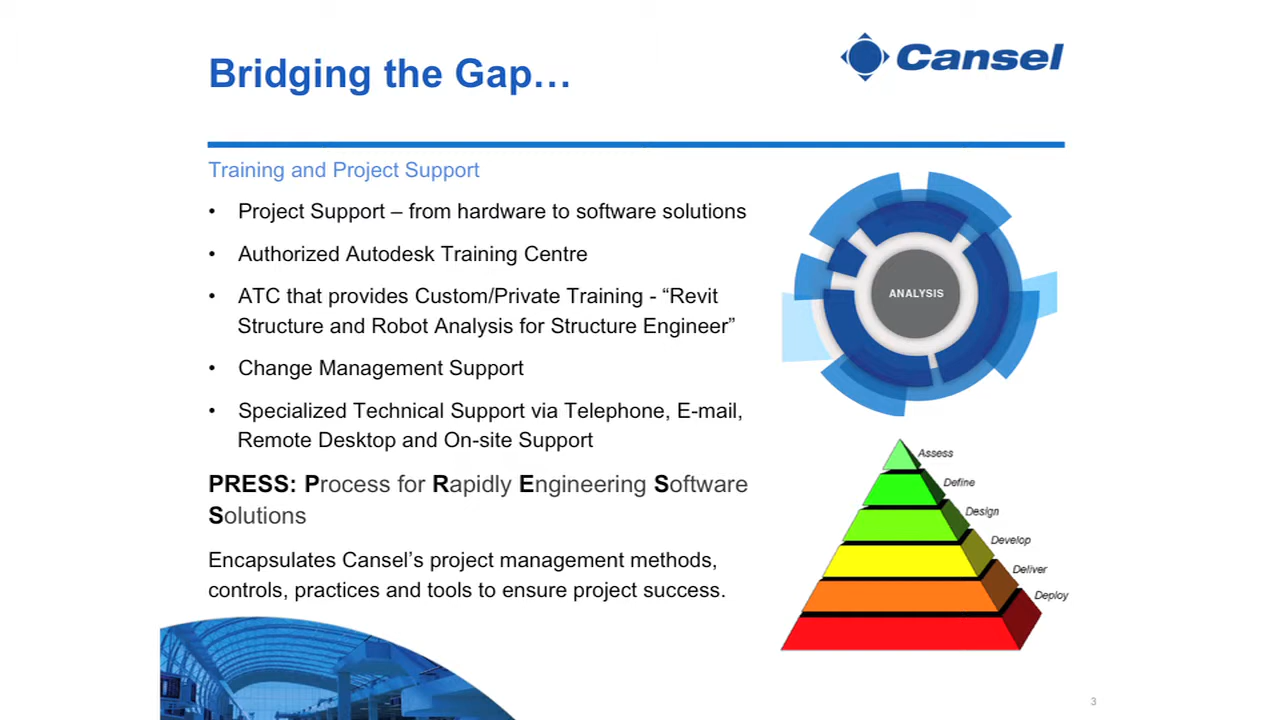 Bridging the Gap…
Cansel
Training and Project Support
• Project Support – from hardware to software solutions
• Authorized Autodesk Training Centre
• ATC that provides Custom/Private Training - “Revit
Structure and Robot Analysis for Structure Engineer”
• Change Management Support
• Specialized Technical Support via Telephone, E-mail,
Remote Desktop and On-site Support
PRESS: Process for Rapidly Engineering Software
Solutions
Encapsulates Cansel’s project management methods,
controls, practices and tools to ensure project success.
ANALYSIS
Assess
Define
Design
Develop
Deliver
Deploy
3